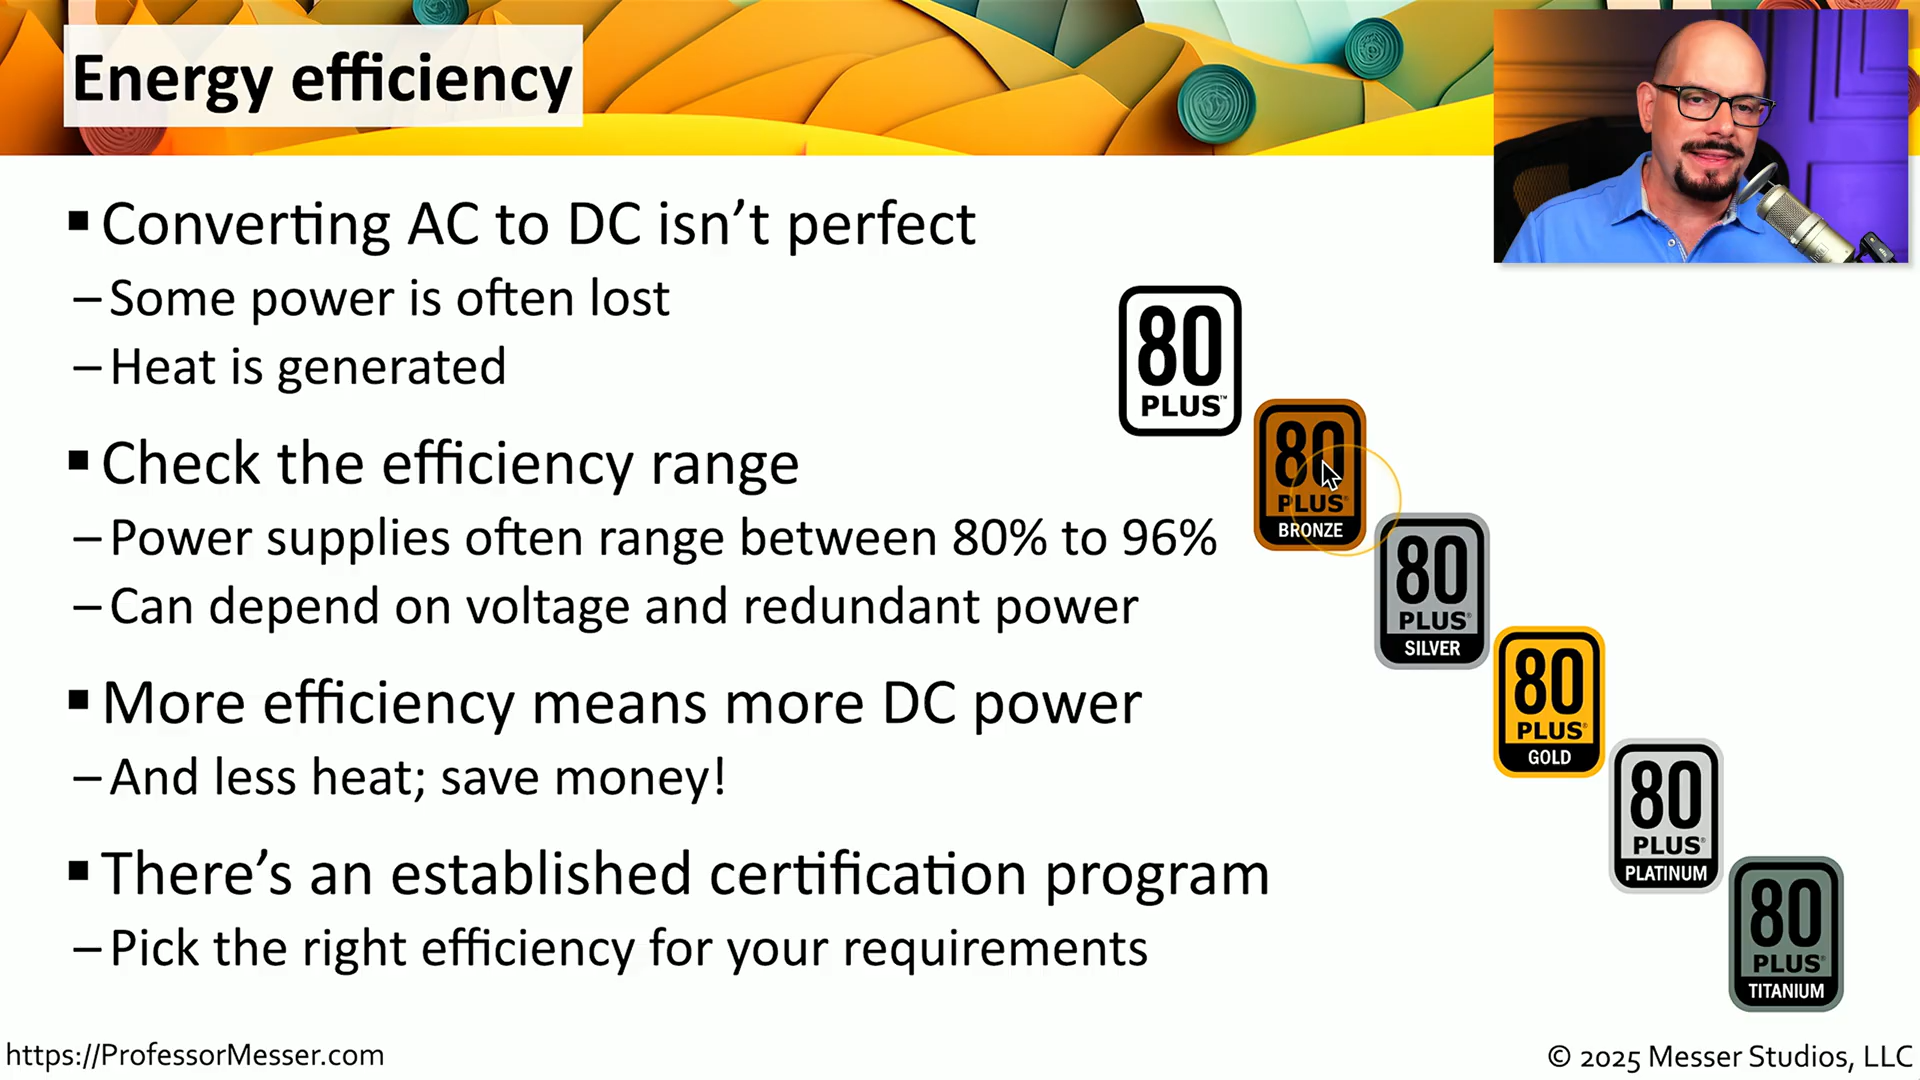 Energy efficiency
▪ Converting AC to DC isn't perfect
– Some power is often lost
– Heat is generated
▪ Check the efficiency range
– Power supplies often range between 80% to 96%
– Can depend on voltage and redundant power
▪ More efficiency means more DC power
– And less heat; save money!
▪ There's an established certification program
– Pick the right efficiency for your requirements
80
PLUS™
80
PLUS®
BRONZE
80
PLUS®
SILVER
80
PLUS®
GOLD
80
PLUS®
PLATINUM
80
PLUS®
TITANIUM
https://ProfessorMesser.com
© 2025 Messer Studios, LLC